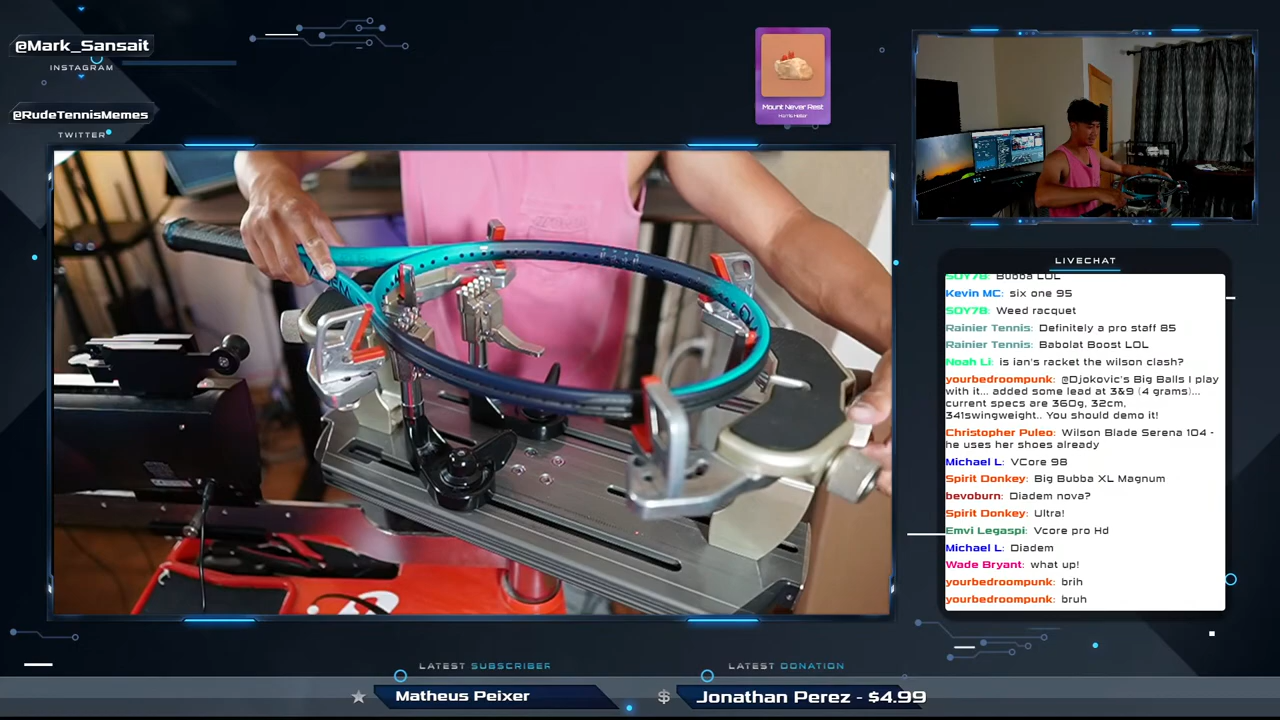 @Mark_Sansait
INSTAGRAM
@RudeTennisMemes
TWITTER
Mount Never Rest
LIVECHAT
SOY78: Bubba LOL
Kevin MC: six one 95
SOY78: Weed racquet
Rainier Tennis: Definitely a pro staff 85
Rainier Tennis: Babolat Boost LOL
Noah Li: is ian's racket the wilson clash?
yourbedroompunk: @Djokovic's Big Balls I play
with it... added some lead at 3&9 (4 grams)...
current specs are 360g, 32cm,
341swingweight.. You should demo it!
Christopher Puleo: Wilson Blade Serena 104 -
he uses her shoes already
Michael L: VCore 98
Spirit Donkey: Big Bubba XL Magnum
bevoburn: Diadem nova?
Spirit Donkey: Ultra!
Emvi Legaspi: Vcore pro Hd
Michael L: Diadem
Wade Bryant: what up!
yourbedroompunk: brih
yourbedroompunk: bruh
LATEST SUBSCRIBER
Matheus Peixer
LATEST DONATION
$ Jonathan Perez - $4.99